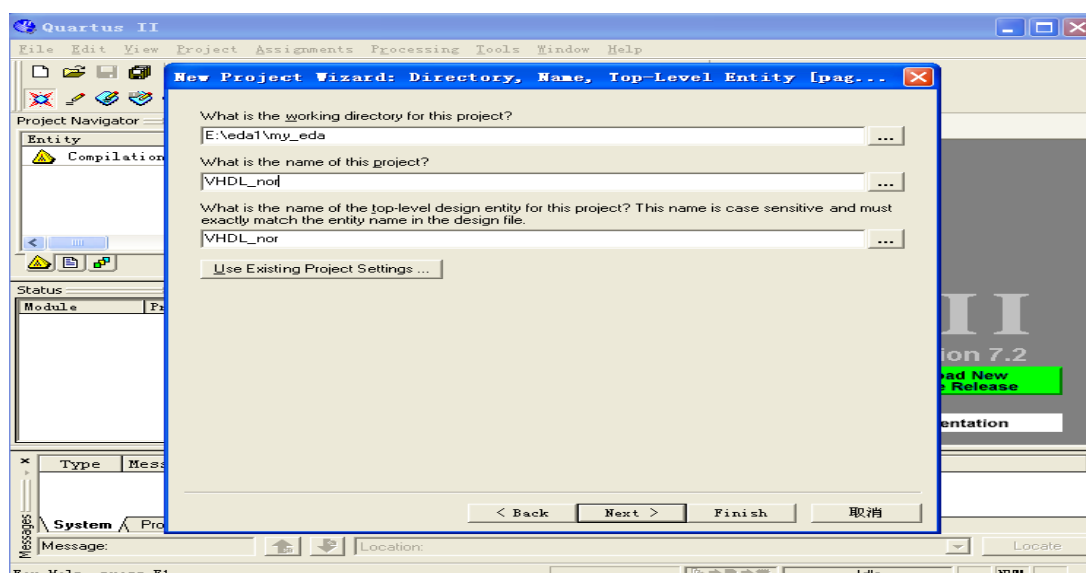 Quartus II
File Edit View Project Assignments Processing Tools Window Help
New Project Wizard: Directory, Name, Top-Level Entity [pag...
Project Navigator
Entity
Compilation
What is the working directory for this project?
E:\eda1\my_eda
...
What is the name of this project?
VHDL_nor
...
What is the name of the top-level design entity for this project? This name is case sensitive and must
exactly match the entity name in the design file.
VHDL_nor
...
Use Existing Project Settings ...
Status
Module
II
ion 7.2
ad New
Release
entation
Type
System
< Back Next > Finish 取消
Messages
Message:
Location:
Locate